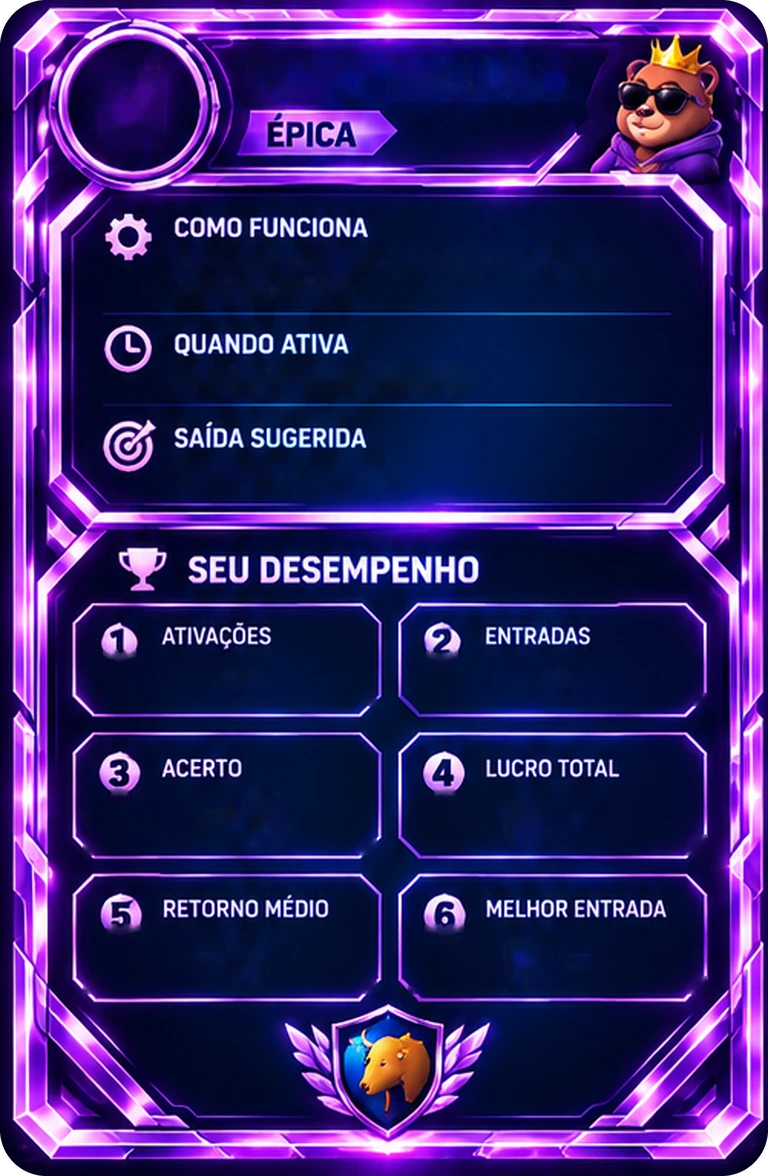 ÉPICA
COMO FUNCIONA
QUANDO ATIVA
SAÍDA SUGERIDA
SEU DESEMPENHO
1 ATIVAÇÕES
2 ENTRADAS
3 ACERTO
4 LUCRO TOTAL
5 RETORNO MÉDIO
6 MELHOR ENTRADA